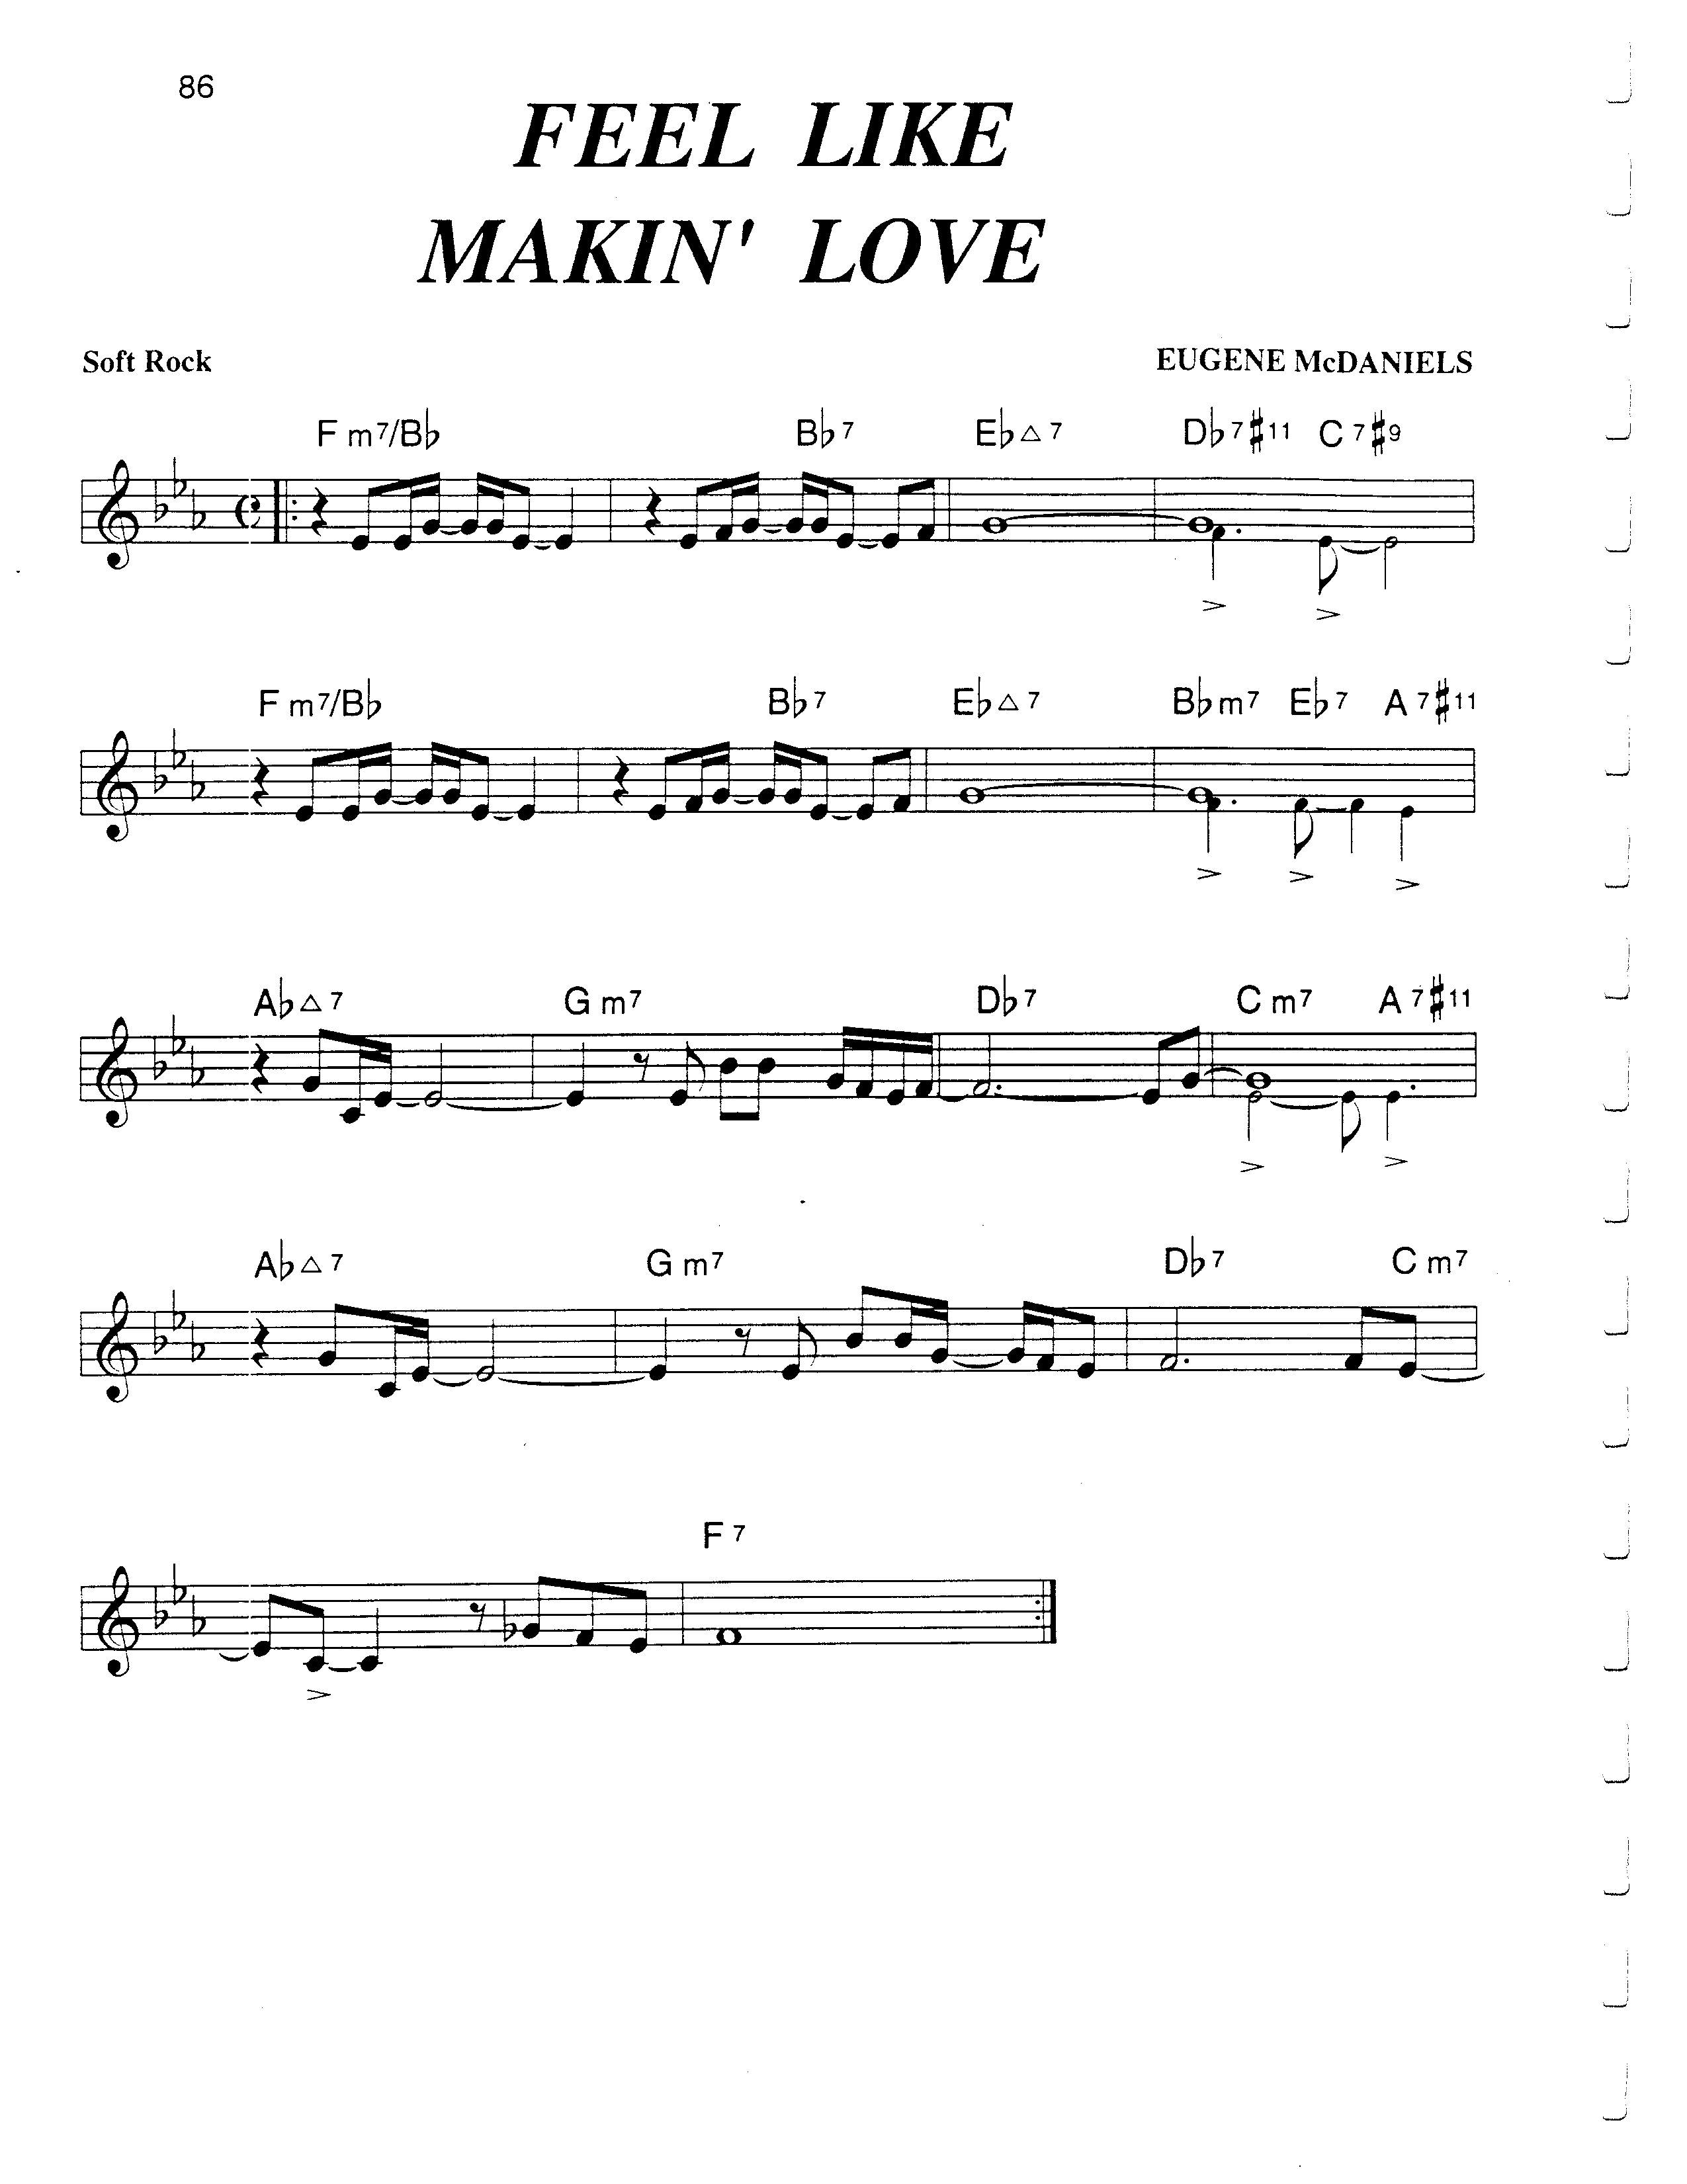 86
FEEL LIKE
MAKIN' LOVE
Soft Rock
EUGENE McDANIELS
F m7/B♭ B♭7 E♭△7 D♭7♯11 C7♯9
F m7/B♭ B♭7 E♭△7 B♭m7 E♭7 A7♯11
A♭△7 G m7 D♭7 C m7 A7♯11
A♭△7 G m7 D♭7 C m7
F7